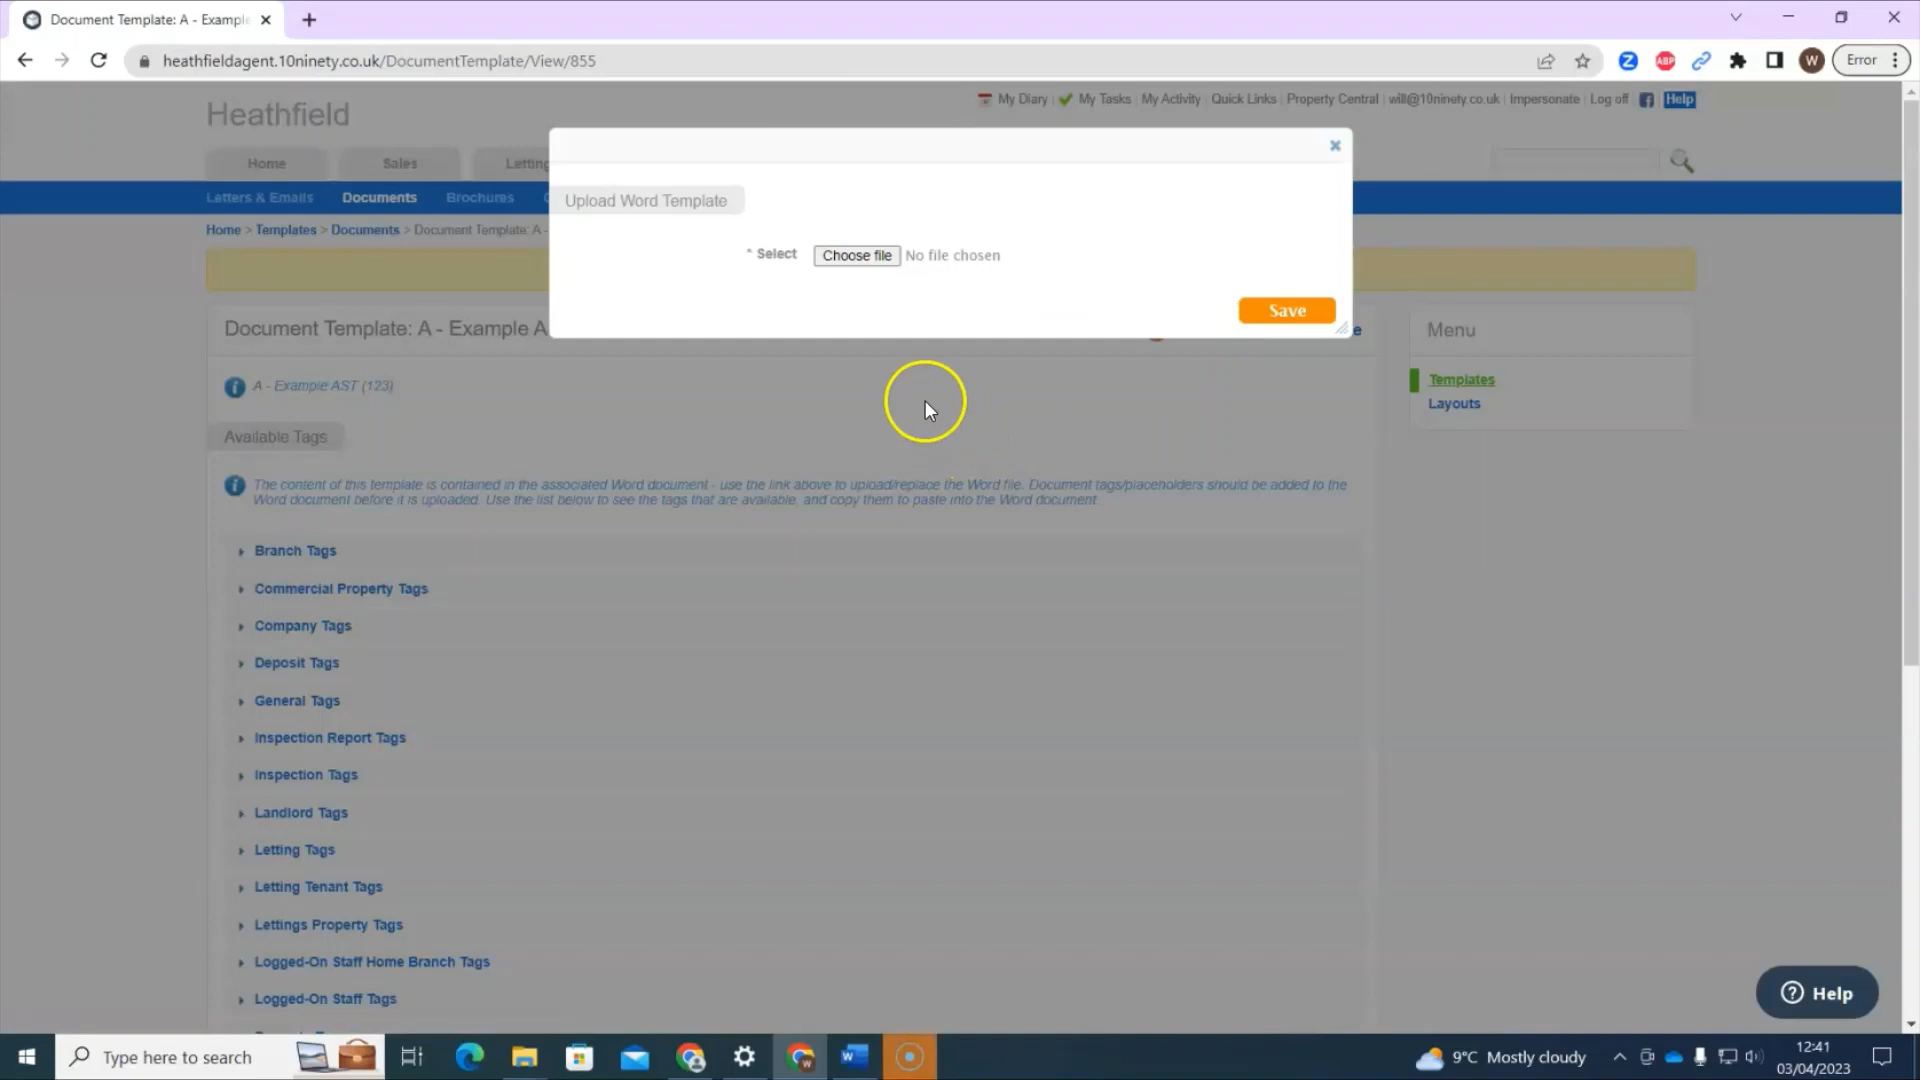 Document Template: A - Example
heathfieldagent.10ninety.co.uk/DocumentTemplate/View/855
ABP
W
Error
Heathfield
My Diary | My Tasks | My Activity | Quick Links | Property Central | will@10ninety.co.uk | Impersonate | Log off | Help
Home
Sales
Letting
Letters & Emails
Documents
Brochures
Home > Templates > Documents > Document Template: A -
Upload Word Template
* Select
Choose file No file chosen
Save
Document Template: A - Example A
Menu
A - Example AST (123)
Templates
Layouts
Available Tags
The content of this template is contained in the associated Word document - use the link above to upload/replace the Word file. Document tags/placeholders should be added to the
Word document before it is uploaded. Use the list below to see the tags that are available, and copy them to paste into the Word document.
Branch Tags
Commercial Property Tags
Company Tags
Deposit Tags
General Tags
Inspection Report Tags
Inspection Tags
Landlord Tags
Letting Tags
Letting Tenant Tags
Lettings Property Tags
Logged-On Staff Home Branch Tags
Logged-On Staff Tags
Help
Type here to search
9°C Mostly cloudy
12:41
03/04/2023